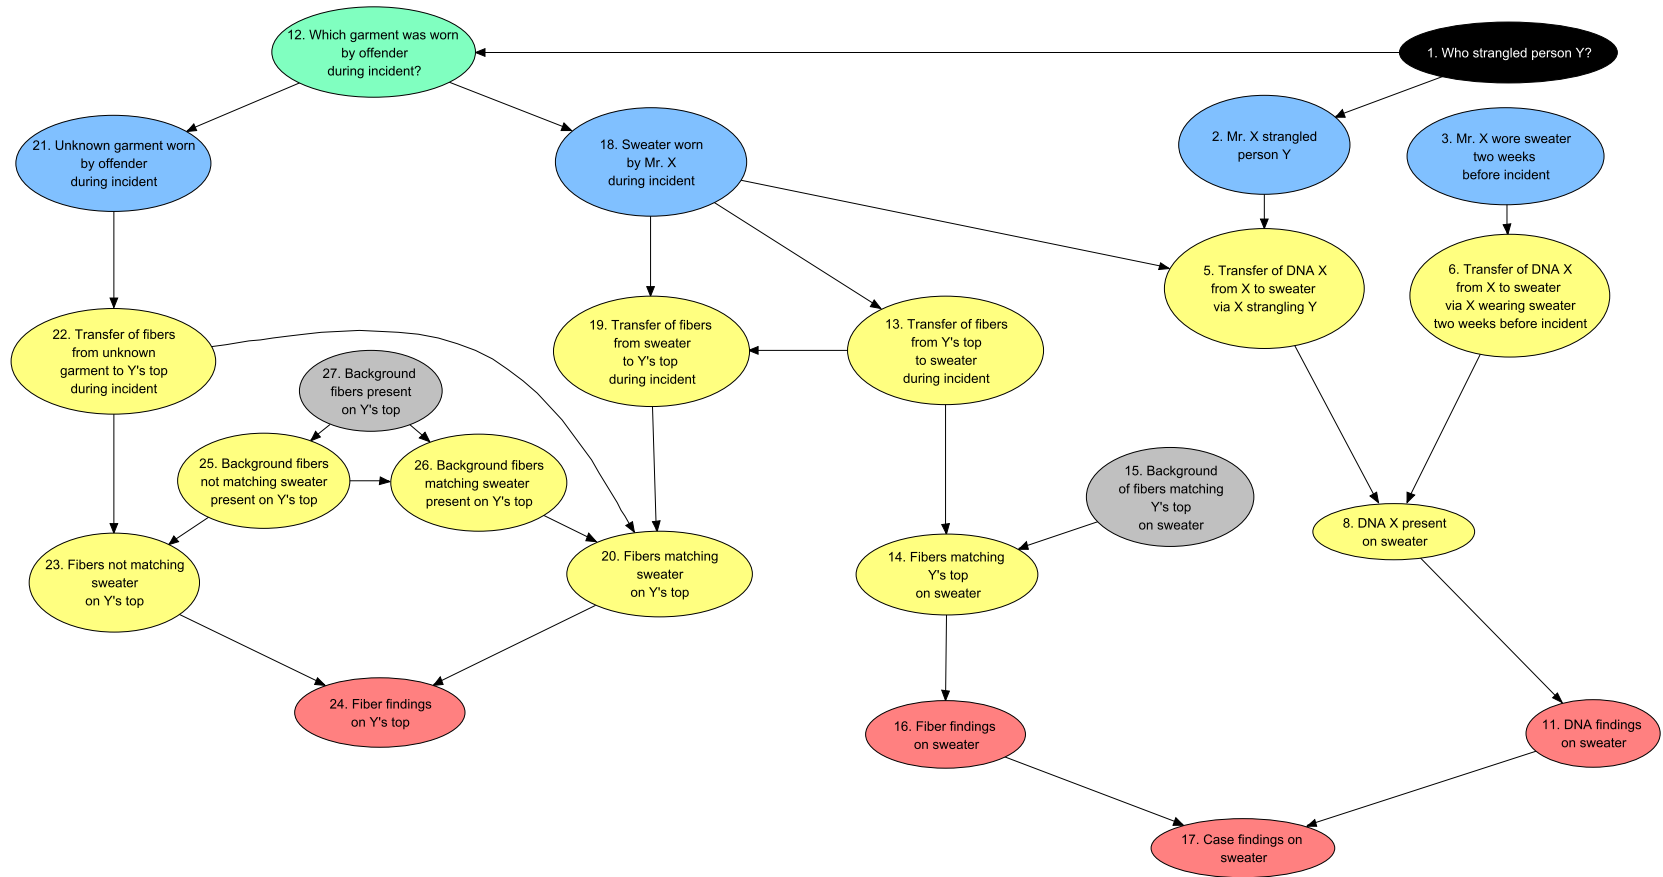 12. Which garment was worn
by offender
during incident?
1. Who strangled person Y?
21. Unknown garment worn
by offender
during incident
18. Sweater worn
by Mr. X
during incident
2. Mr. X strangled
person Y
3. Mr. X wore sweater
two weeks
before incident
5. Transfer of DNA X
from X to sweater
via X strangling Y
6. Transfer of DNA X
from X to sweater
via X wearing sweater
two weeks before incident
22. Transfer of fibers
from unknown
garment to Y's top
during incident
19. Transfer of fibers
from sweater
to Y's top
during incident
13. Transfer of fibers
from Y's top
to sweater
during incident
27. Background
fibers present
on Y's top
25. Background fibers
not matching sweater
present on Y's top
26. Background fibers
matching sweater
present on Y's top
15. Background
of fibers matching
Y's top
on sweater
8. DNA X present
on sweater
23. Fibers not matching
sweater
on Y's top
20. Fibers matching
sweater
on Y's top
14. Fibers matching
Y's top
on sweater
24. Fiber findings
on Y's top
16. Fiber findings
on sweater
11. DNA findings
on sweater
17. Case findings on
sweater